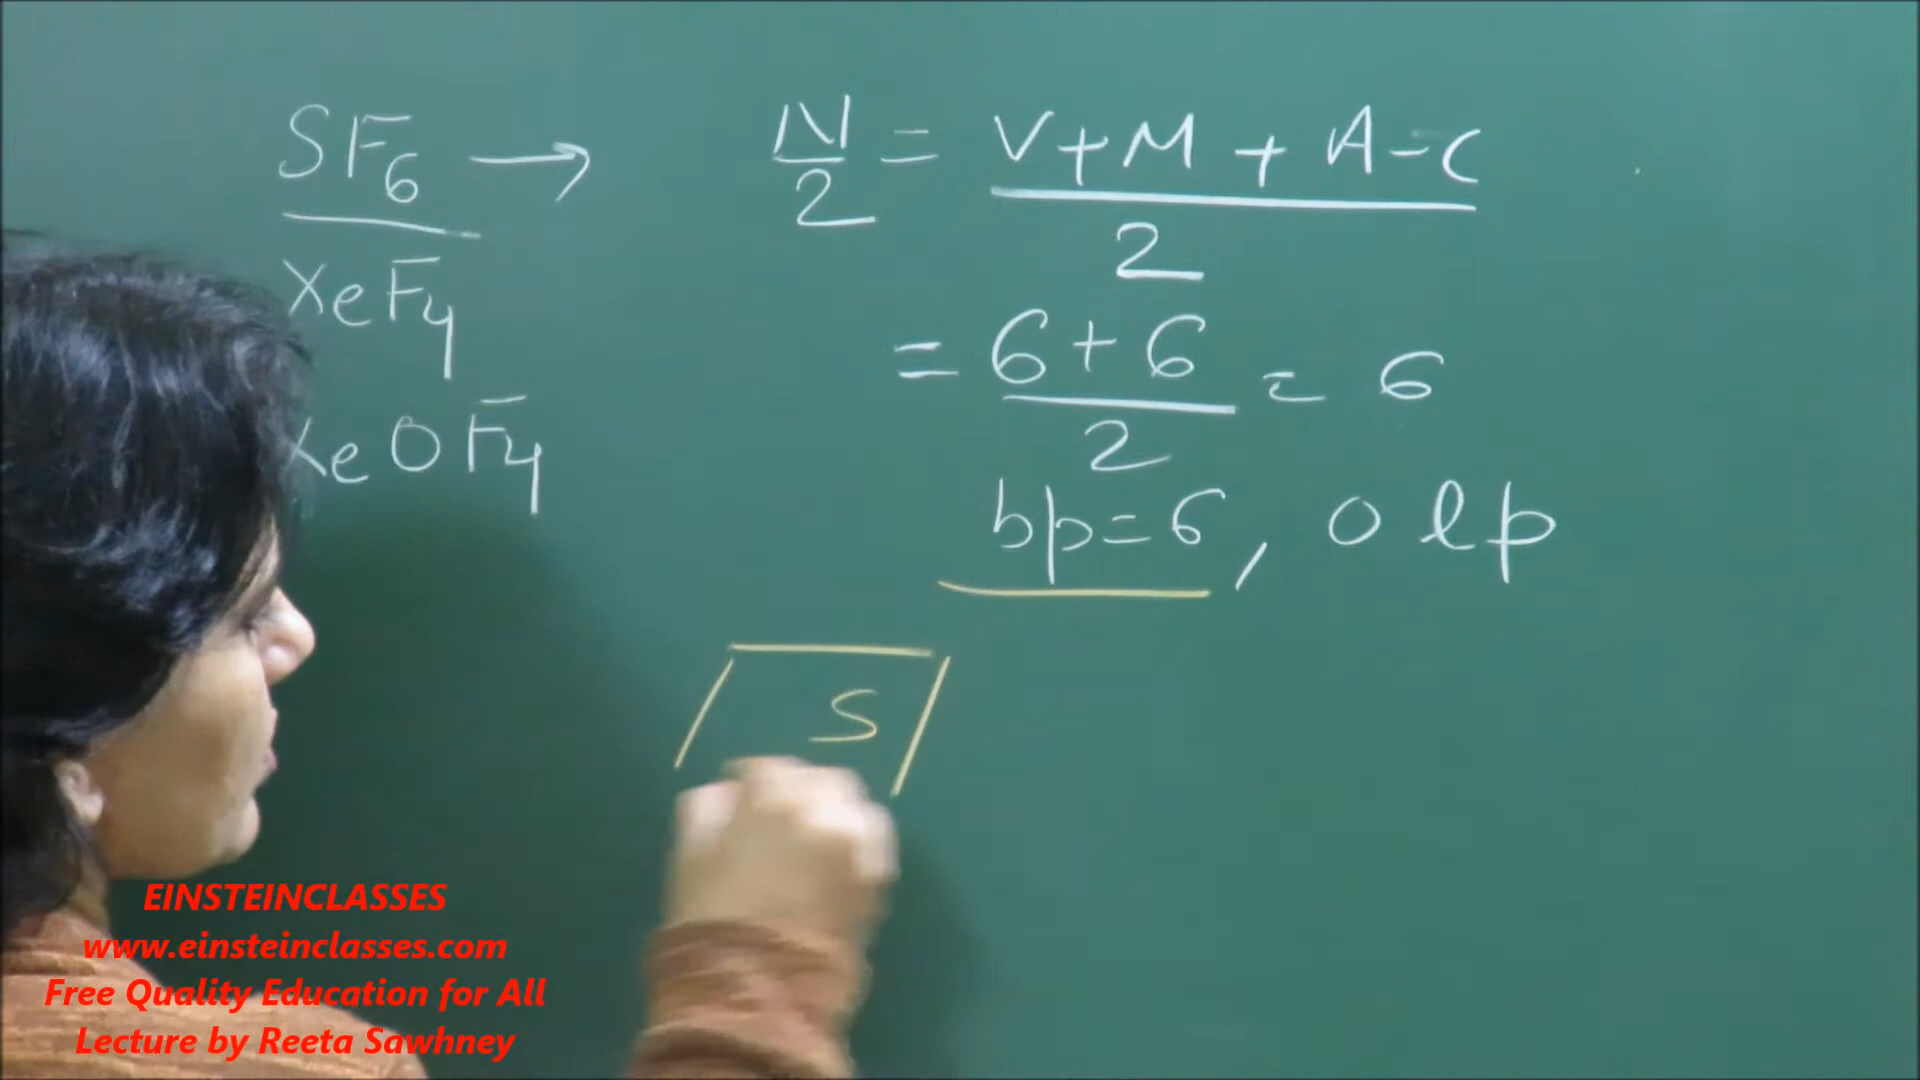 SF6 → N/2 = V+M+A-C/2
XeF4
= 6+6/2 = 6
XeOF4
bp=6, 0 lp
S
EINSTEINCLASSES
www.einsteinclasses.com
Free Quality Education for All
Lecture by Reeta Sawhney